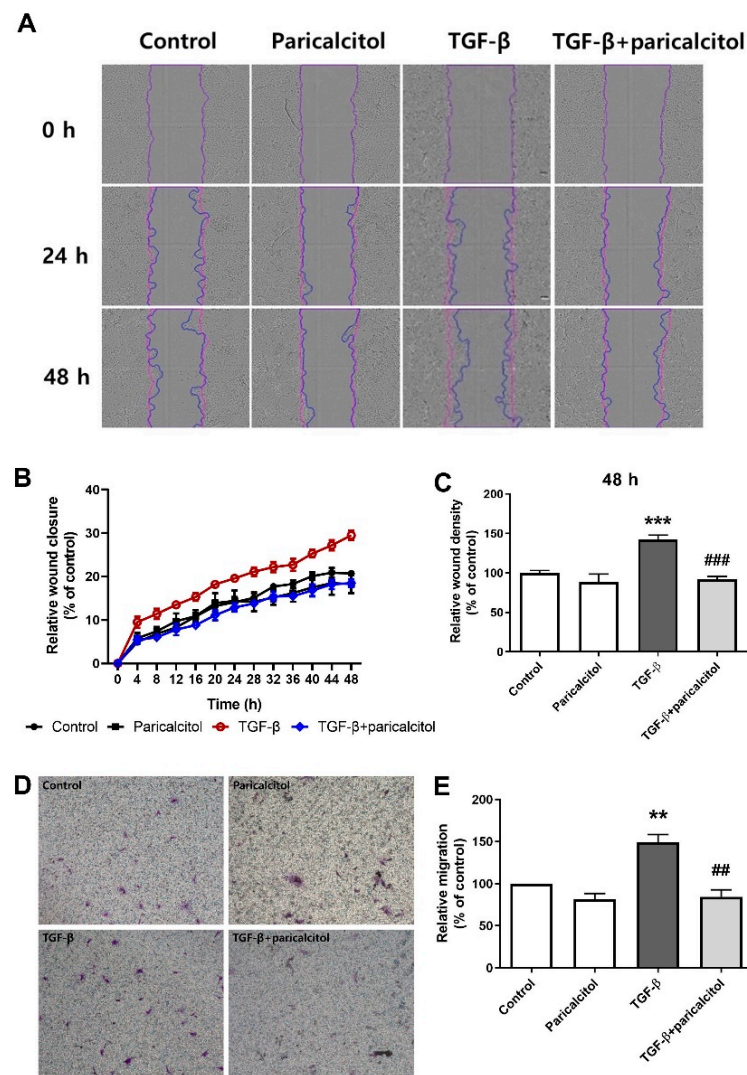 A
Control Paricalcitol TGF-β TGF-β+paricalcitol
0 h
24 h
48 h
B
Relative wound closure
(% of control)
40
30
20
10
0
0 4 8 12 16 20 24 28 32 36 40 44 48
Time (h)
Control Paricalcitol TGF-β TGF-β+paricalcitol
C
48 h
Relative wound density
(% of control)
200
150
100
50
0
***
###
Control
Paricalcitol
TGF-β
TGF-β+paricalcitol
D
Control
Paricalcitol
TGF-β
TGF-β+paricalcitol
E
Relative migration
(% of control)
200
150
100
50
0
**
##
Control
Paricalcitol
TGF-β
TGF-β+paricalcitol